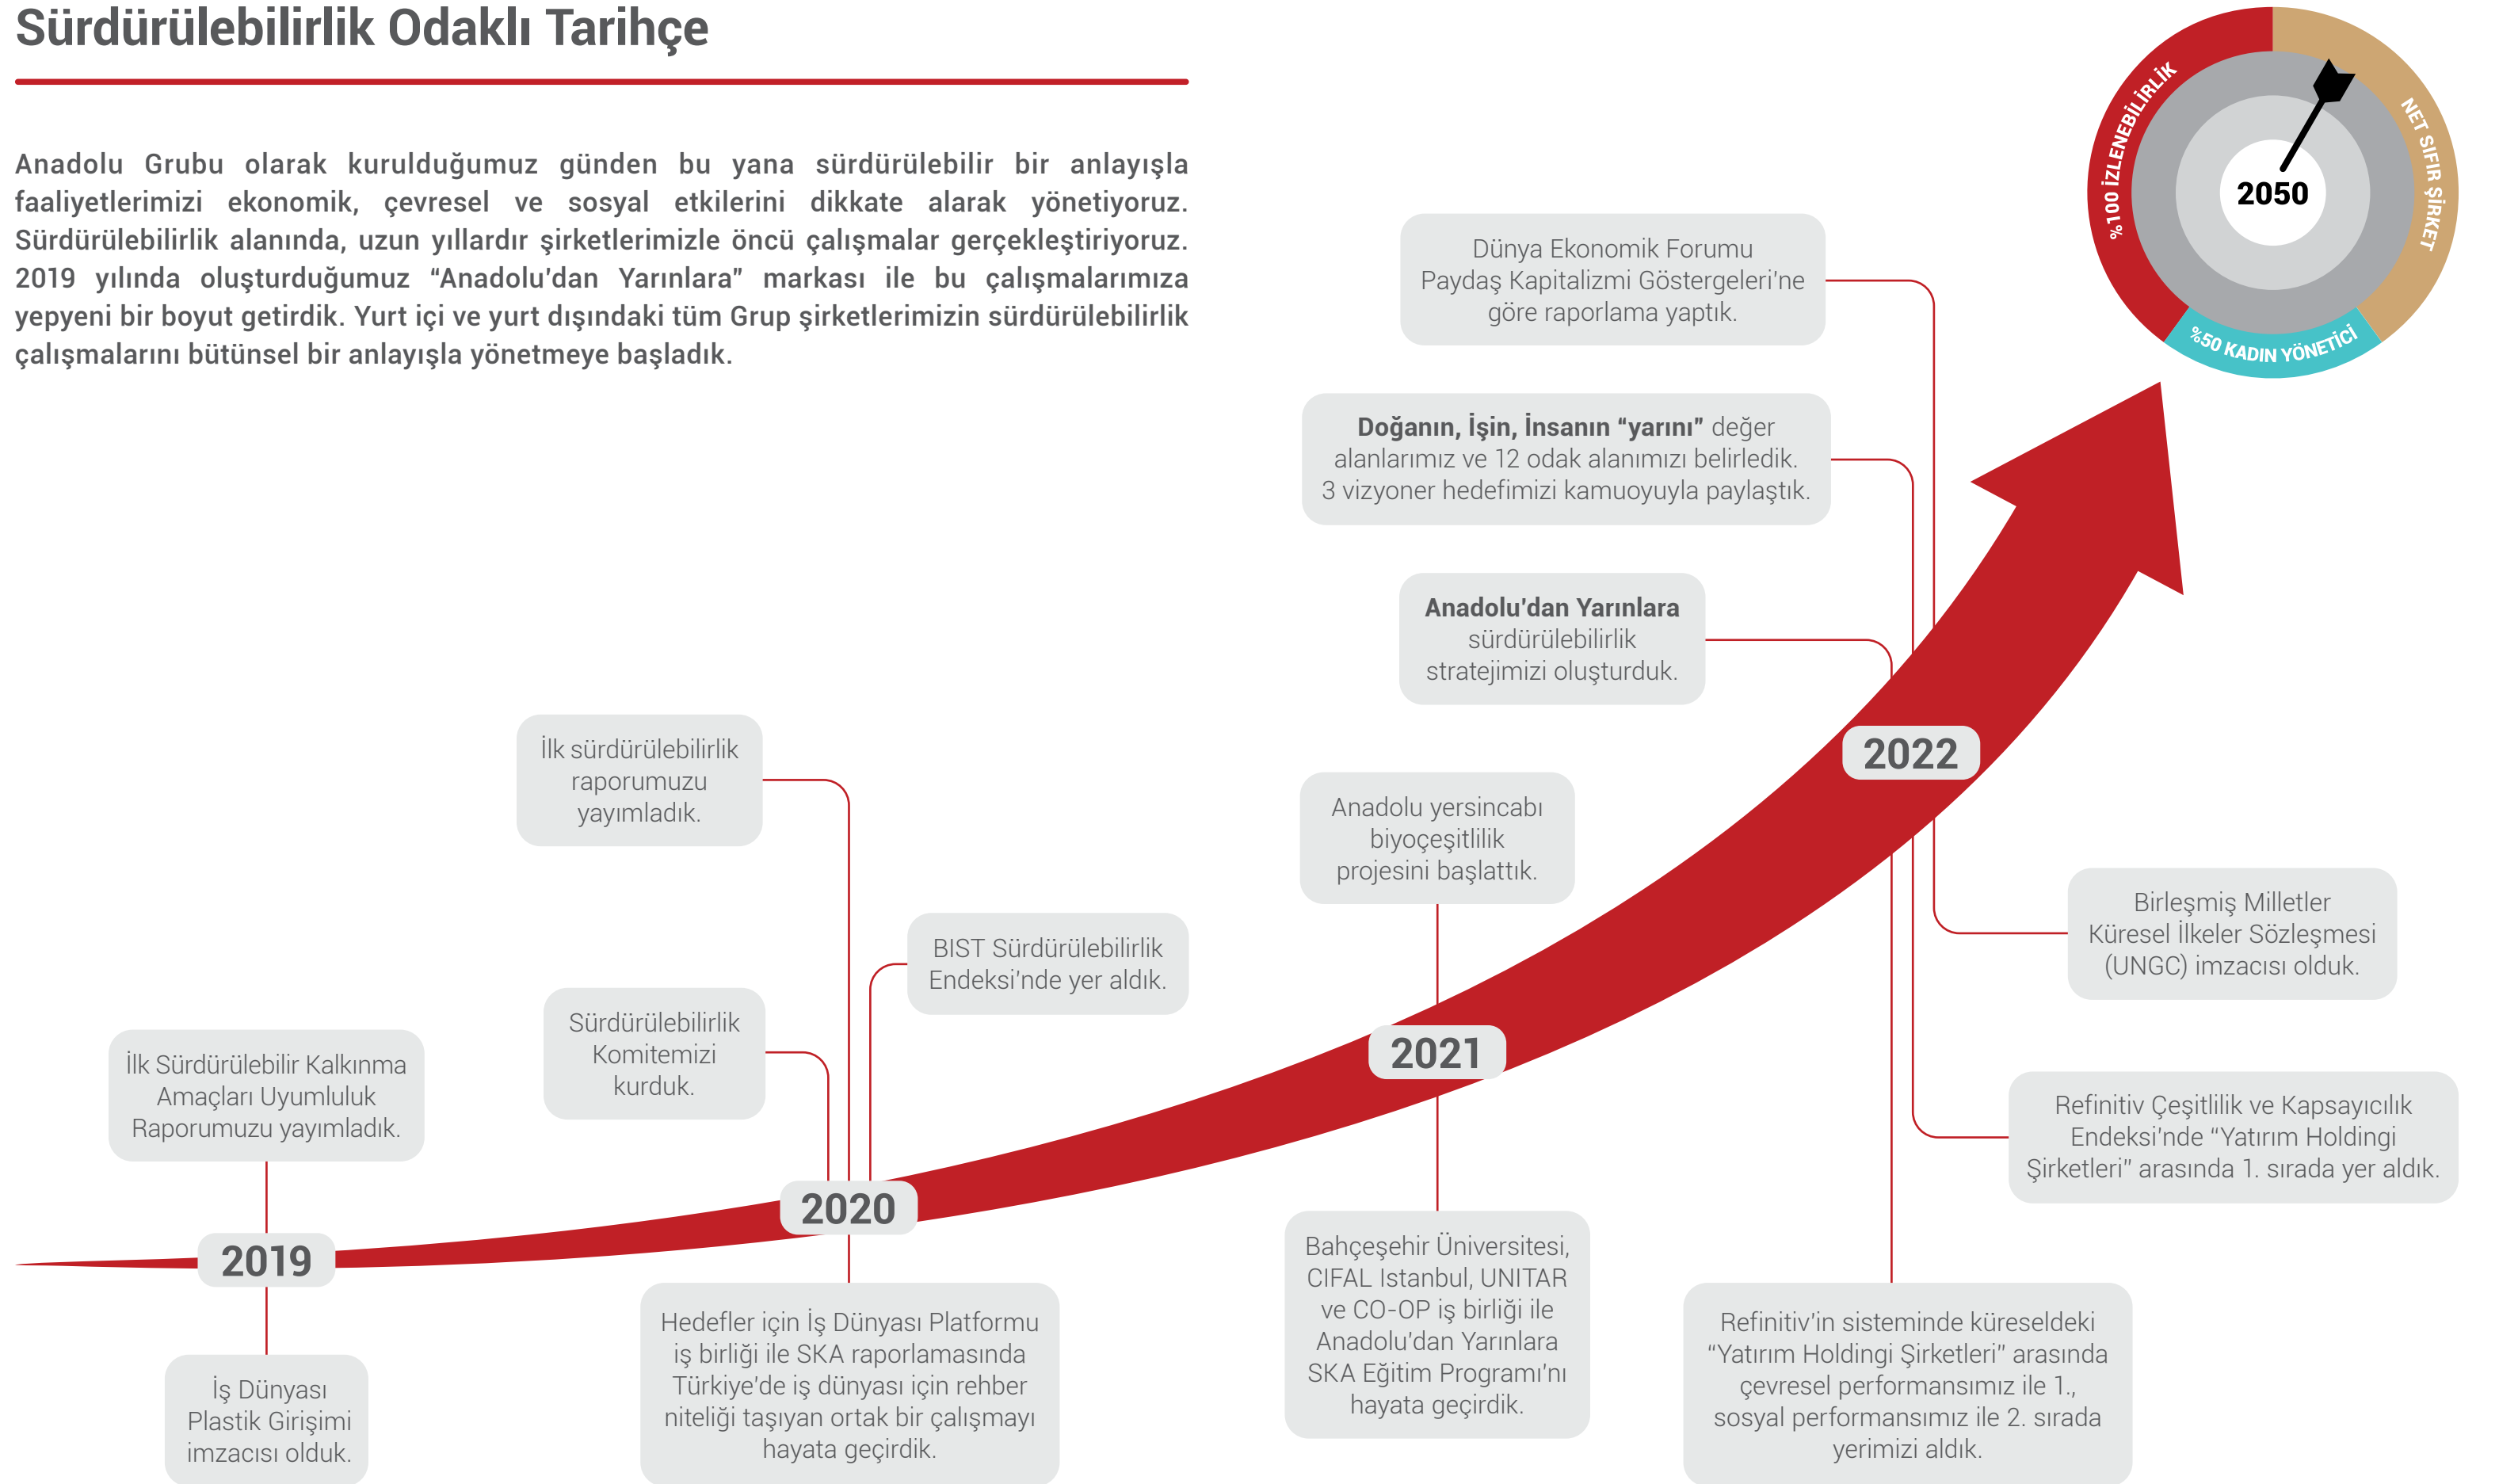 Sürdürülebilirlik Odaklı Tarihçe
Anadolu Grubu olarak kurulduğumuz günden bu yana sürdürülebilir bir anlayışla
faaliyetlerimizi ekonomik, çevresel ve sosyal etkilerini dikkate alarak yönetiyoruz.
Sürdürülebilirlik alanında, uzun yıllardır şirketlerimizle öncü çalışmalar gerçekleştiriyoruz.
2019 yılında oluşturduğumuz “Anadolu'dan Yarınlara" markası ile bu çalışmalarımıza
yepyeni bir boyut getirdik. Yurt içi ve yurt dışındaki tüm Grup şirketlerimizin sürdürülebilirlik
çalışmalarını bütünsel bir anlayışla yönetmeye başladık.
%100 İZLENEBİLİRLİK
NET SIFIR ŞİRKET
%50 KADIN YÖNETİCİ
2050
Dünya Ekonomik Forumu
Paydaş Kapitalizmi Göstergeleri'ne
göre raporlama yaptık.
Doğanın, İşin, İnsanın “yarını” değer
alanlarımız ve 12 odak alanımızı belirledik.
3 vizyoner hedefimizi kamuoyuyla paylaştık.
Anadolu'dan Yarınlara
sürdürülebilirlik
stratejimizi oluşturduk.
2022
Birleşmiş Milletler
Küresel İlkeler Sözleşmesi
(UNGC) imzacısı olduk.
Refinitiv Çeşitlilik ve Kapsayıcılık
Endeksi'nde “Yatırım Holdingi
Şirketleri” arasında 1. sırada yer aldık.
Refinitiv'in sisteminde küreseldeki
“Yatırım Holdingi Şirketleri” arasında
çevresel performansımız ile 1.,
sosyal performansımız ile 2. sırada
yerimizi aldık.
Anadolu yersincabı
biyoçeşitlilik
projesini başlattık.
2021
Bahçeşehir Üniversitesi,
CIFAL Istanbul, UNITAR
ve CO-OP iş birliği ile
Anadolu'dan Yarınlara
SKA Eğitim Programı'nı
hayata geçirdik.
İlk sürdürülebilirlik
raporumuzu
yayımladık.
BIST Sürdürülebilirlik
Endeksi'nde yer aldık.
Sürdürülebilirlik
Komitemizi
kurduk.
2020
Hedefler için İş Dünyası Platformu
iş birliği ile SKA raporlamasında
Türkiye'de iş dünyası için rehber
niteliği taşıyan ortak bir çalışmayı
hayata geçirdik.
İlk Sürdürülebilir Kalkınma
Amaçları Uyumluluk
Raporumuzu yayımladık.
2019
İş Dünyası
Plastik Girişimi
imzacısı olduk.